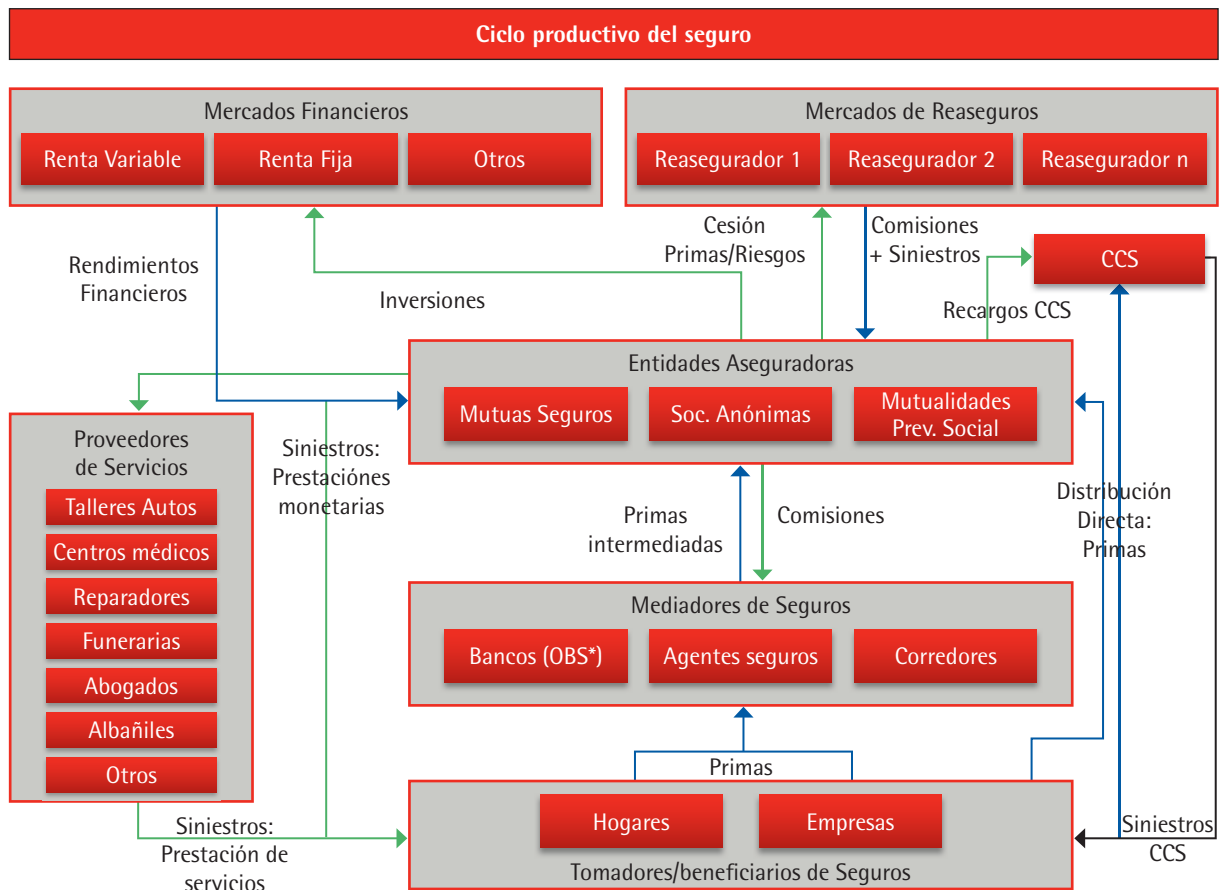 Ciclo productivo del seguro
Mercados Financieros
Renta Variable
Renta Fija
Otros
Mercados de Reaseguros
Reasegurador 1
Reasegurador 2
Reasegurador n
Rendimientos
Financieros
Inversiones
Cesión
Primas/Riesgos
Comisiones
+ Siniestros
CCS
Recargos CCS
Entidades Aseguradoras
Mutuas Seguros
Soc. Anónimas
Mutualidades
Prev. Social
Proveedores
de Servicios
Talleres Autos
Centros médicos
Reparadores
Funerarias
Abogados
Albañiles
Otros
Siniestros:
Prestaciónes
monetarias
Primas
intermediadas
Comisiones
Distribución
Directa:
Primas
Mediadores de Seguros
Bancos (OBS*)
Agentes seguros
Corredores
Primas
Hogares
Empresas
Tomadores/beneficiarios de Seguros
Siniestros:
Prestación de
servicios
Siniestros
CCS